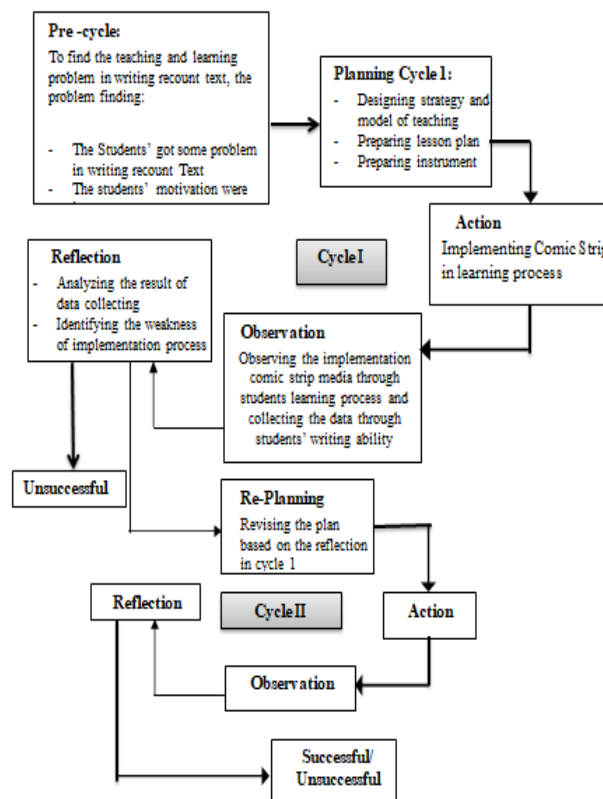 Pre -cycle:
To find the teaching and learning
problem in writing recount text, the
problem finding:
- The Students' got some problem
in writing recount Text
- The students' motivation were
Planning Cycle 1:
- Designing strategy and
model of teaching
- Preparing lesson plan
- Preparing instrument
Action
Implementing Comic Strip
in learning process
Cycle I
Reflection
- Analyzing the result of
data collecting
- Identifying the weakness
of implementation process
Observation
Observing the implementation
comic strip media through
students learning process and
collecting the data through
students' writing ability
Unsuccessful
Re-Planning
Revising the plan
based on the reflection
in cycle 1
Reflection
Cycle II
Action
Observation
Successful/
Unsuccessful